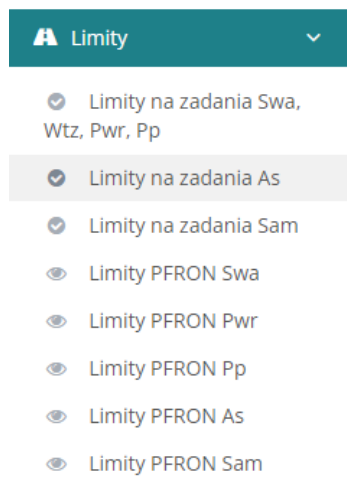 Limity
Limity na zadania Swa,
Wtz, Pwr, Pp
Limity na zadania As
Limity na zadania Sam
Limity PFRON Swa
Limity PFRON Pwr
Limity PFRON Pp
Limity PFRON As
Limity PFRON Sam